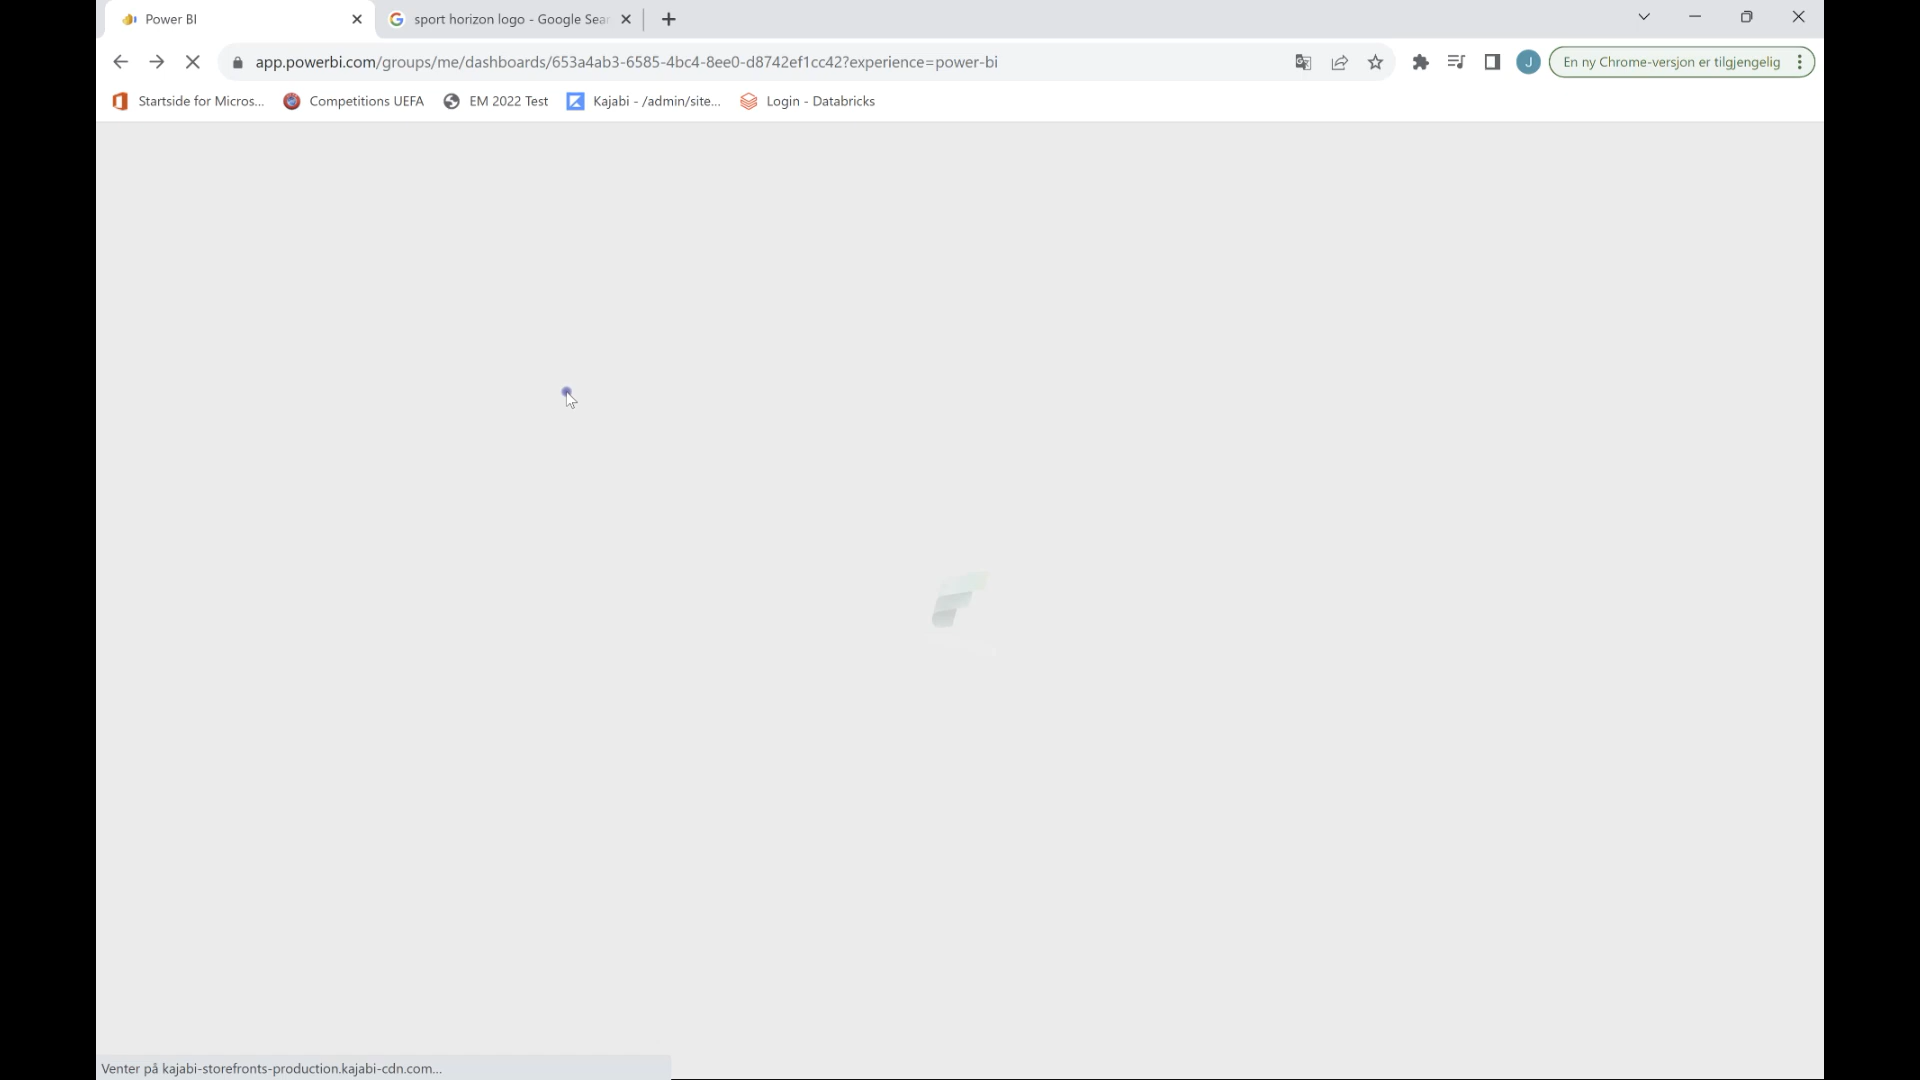 Power BI
sport horizon logo - Google Sear
app.powerbi.com/groups/me/dashboards/653a4ab3-6585-4bc4-8ee0-d8742ef1cc42?experience=power-bi
J
En ny Chrome-versjon er tilgjengelig
Startside for Micros...
Competitions UEFA
EM 2022 Test
Kajabi - /admin/site...
Login - Databricks
Venter på kajabi-storefronts-production.kajabi-cdn.com...